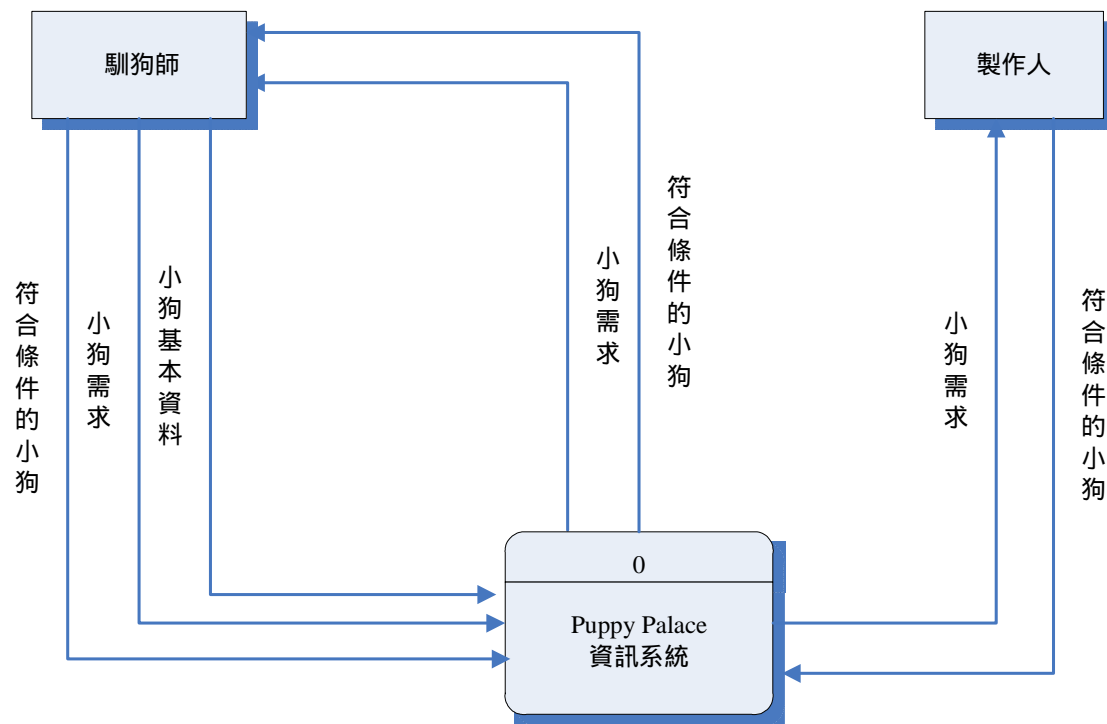 馴狗師
製作人
符合條件的小狗
小狗需求
小狗基本資料
小狗需求
符合條件的小狗
小狗需求
符合條件的小狗
0
Puppy Palace
資訊系統